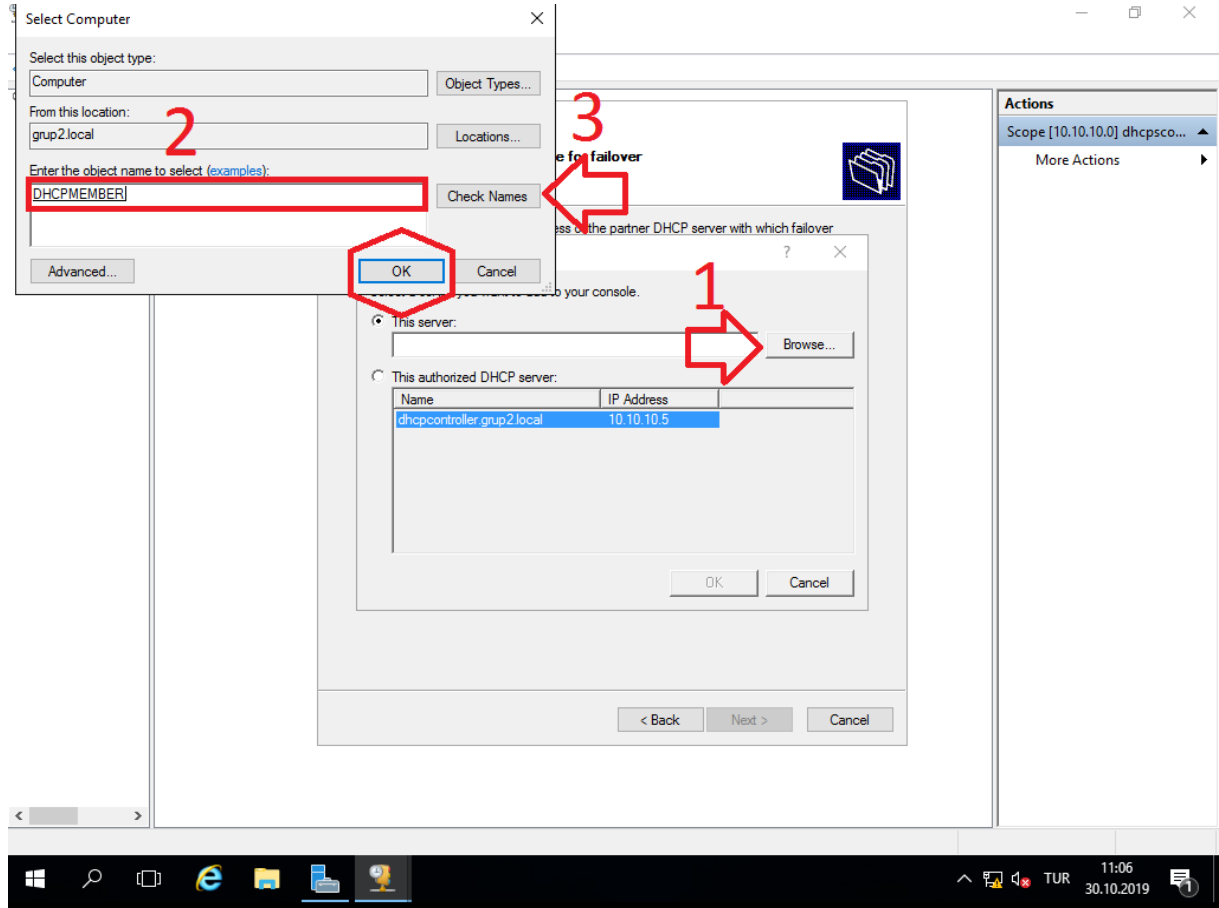 Select Computer
Select this object type:
Computer
Object Types...
From this location:
grup2.local
Locations...
2
3
Enter the object name to select (examples):
DHCPMEMBER
Check Names
Advanced...
OK
Cancel
for failover
the partner DHCP server with which failover
?
to your console.
1
This server:
Browse...
This authorized DHCP server:
Name
IP Address
dhcpcontroller.grup2.local
10.10.10.5
OK
Cancel
< Back
Next >
Cancel
Actions
Scope [10.10.10.0] dhcpsco...
More Actions
TUR
11:06
30.10.2019
1